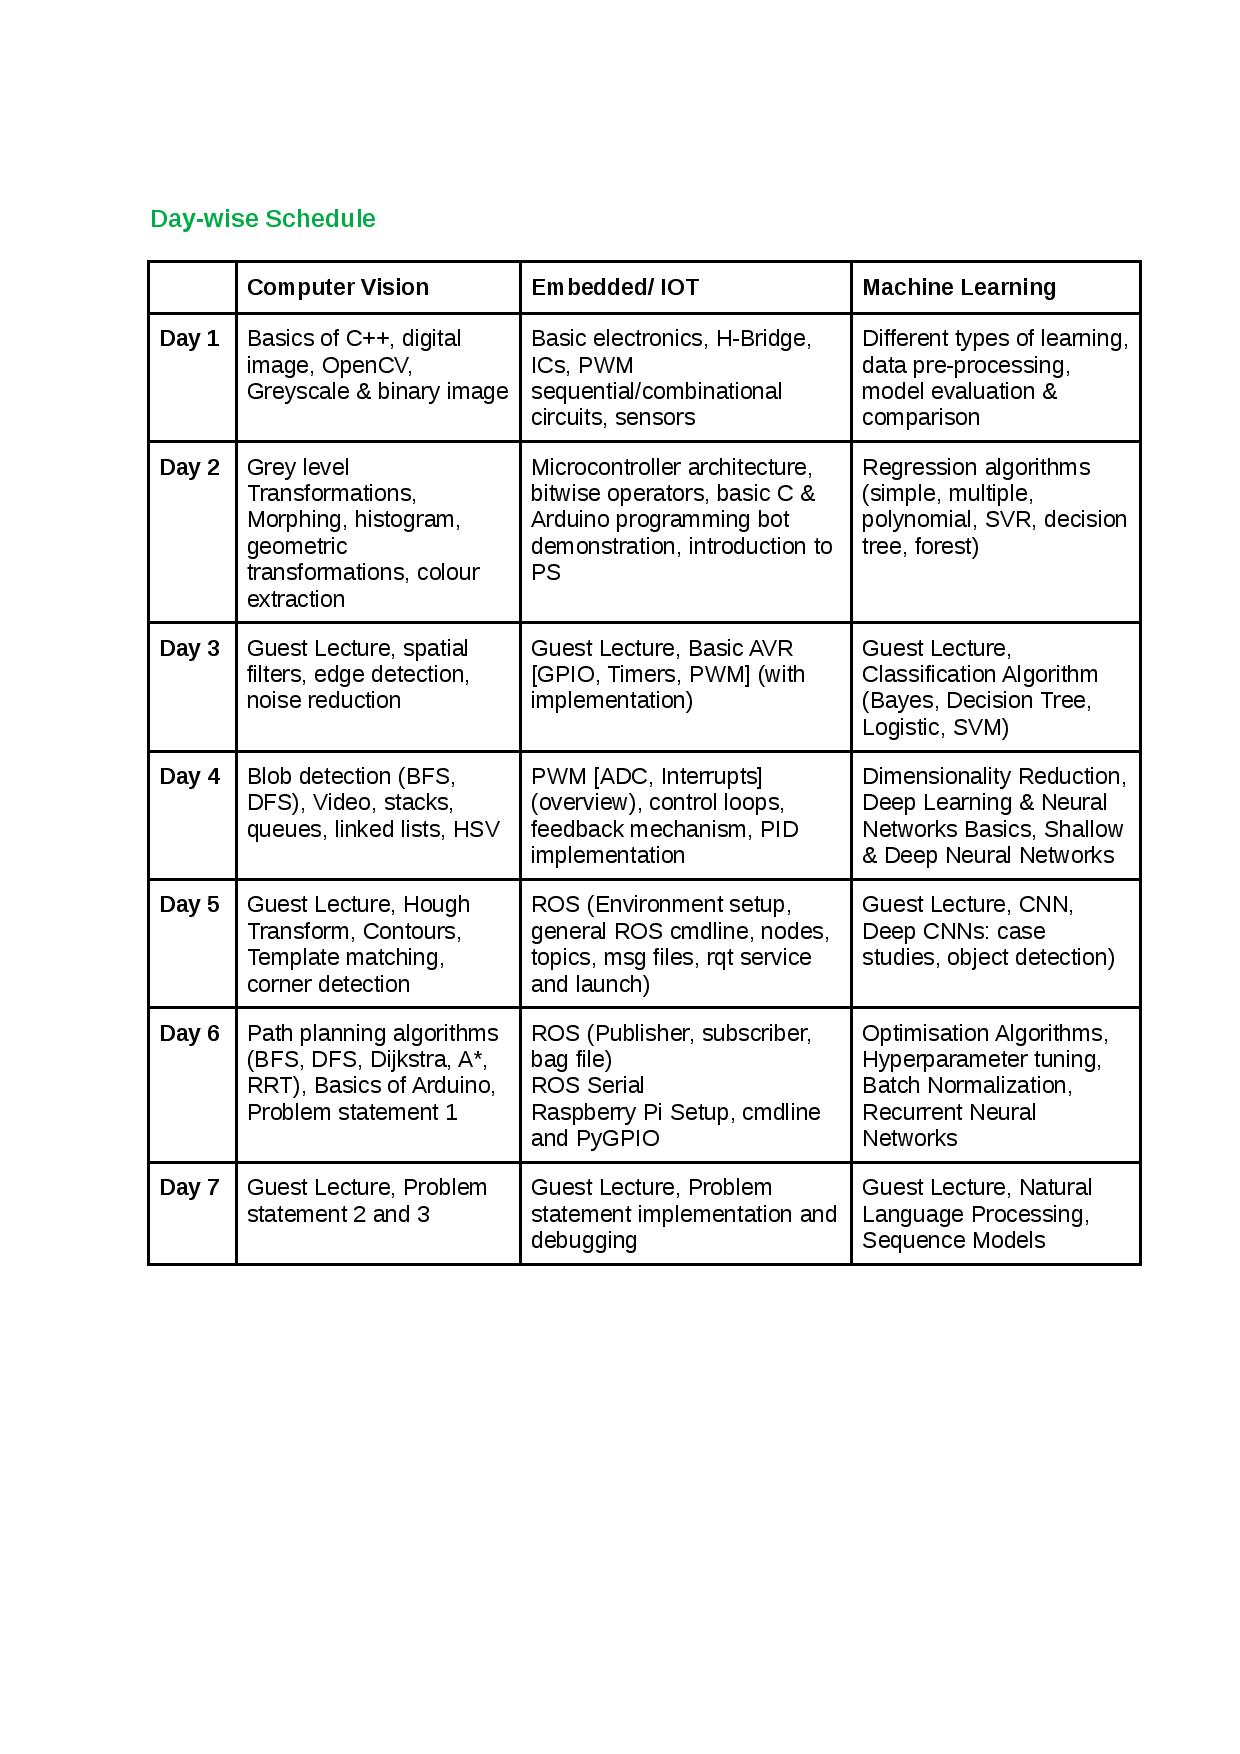 Day-wise Schedule
Computer Vision
Embedded/ IOT
Machine Learning
Day 1
Basics of C++, digital
image, OpenCV,
Greyscale & binary image
Basic electronics, H-Bridge,
ICs, PWM
sequential/combinational
circuits, sensors
Different types of learning,
data pre-processing,
model evaluation &
comparison
Day 2
Grey level
Transformations,
Morphing, histogram,
geometric
transformations, colour
extraction
Microcontroller architecture,
bitwise operators, basic C &
Arduino programming bot
demonstration, introduction to
PS
Regression algorithms
(simple, multiple,
polynomial, SVR, decision
tree, forest)
Day 3
Guest Lecture, spatial
filters, edge detection,
noise reduction
Guest Lecture, Basic AVR
[GPIO, Timers, PWM] (with
implementation)
Guest Lecture,
Classification Algorithm
(Bayes, Decision Tree,
Logistic, SVM)
Day 4
Blob detection (BFS,
DFS), Video, stacks,
queues, linked lists, HSV
PWM [ADC, Interrupts]
(overview), control loops,
feedback mechanism, PID
implementation
Dimensionality Reduction,
Deep Learning & Neural
Networks Basics, Shallow
& Deep Neural Networks
Day 5
Guest Lecture, Hough
Transform, Contours,
Template matching,
corner detection
ROS (Environment setup,
general ROS cmdline, nodes,
topics, msg files, rqt service
and launch)
Guest Lecture, CNN,
Deep CNNs: case
studies, object detection)
Day 6
Path planning algorithms
(BFS, DFS, Dijkstra, A*,
RRT), Basics of Arduino,
Problem statement 1
ROS (Publisher, subscriber,
bag file)
ROS Serial
Raspberry Pi Setup, cmdline
and PyGPIO
Optimisation Algorithms,
Hyperparameter tuning,
Batch Normalization,
Recurrent Neural
Networks
Day 7
Guest Lecture, Problem
statement 2 and 3
Guest Lecture, Problem
statement implementation and
debugging
Guest Lecture, Natural
Language Processing,
Sequence Models